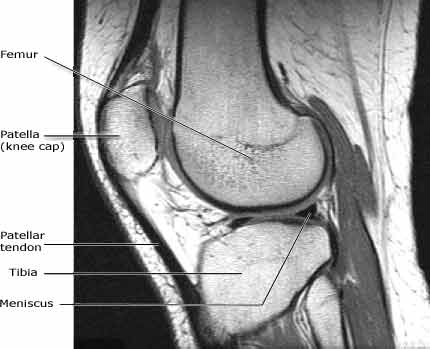 Femur
Patella
(knee cap)
Patellar
tendon
Tibia
Meniscus